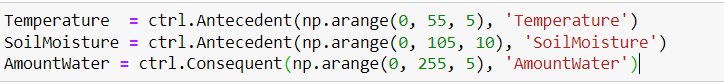 Temperature  = ctrl.Antecedent(np.arange(0, 55, 5), 'Temperature')
SoilMoisture = ctrl.Antecedent(np.arange(0, 105, 10), 'SoilMoisture')
AmountWater = ctrl.Consequent(np.arange(0, 255, 5), 'AmountWater')